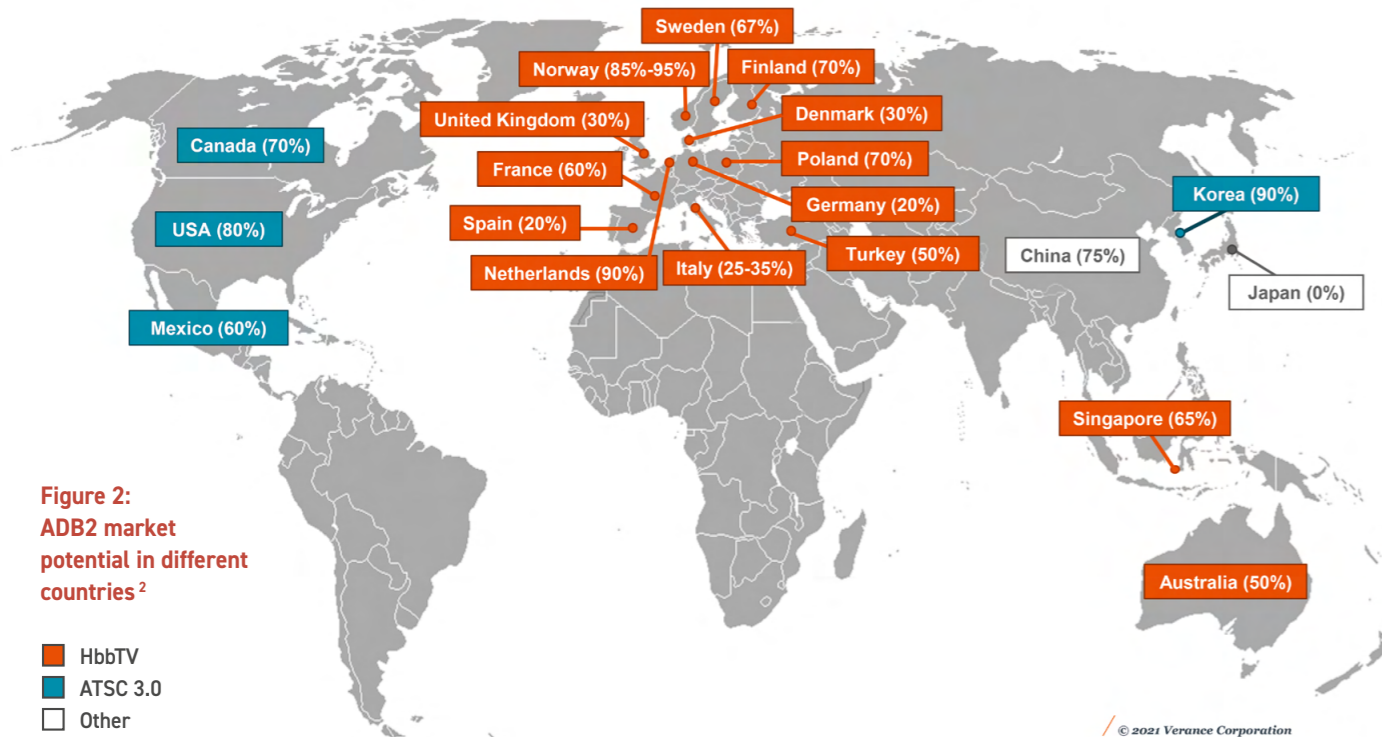 Sweden (67%)
Norway (85%-95%)
Finland (70%)
United Kingdom (30%)
Denmark (30%)
Canada (70%)
France (60%)
Poland (70%)
USA (80%)
Spain (20%)
Germany (20%)
Korea (90%)
Netherlands (90%)
Italy (25-35%)
Turkey (50%)
China (75%)
Japan (0%)
Mexico (60%)
Singapore (65%)
Figure 2:
ADB2 market
potential in different
countries ²
Australia (50%)
HbbTV
ATSC 3.0
Other
© 2021 Verance Corporation